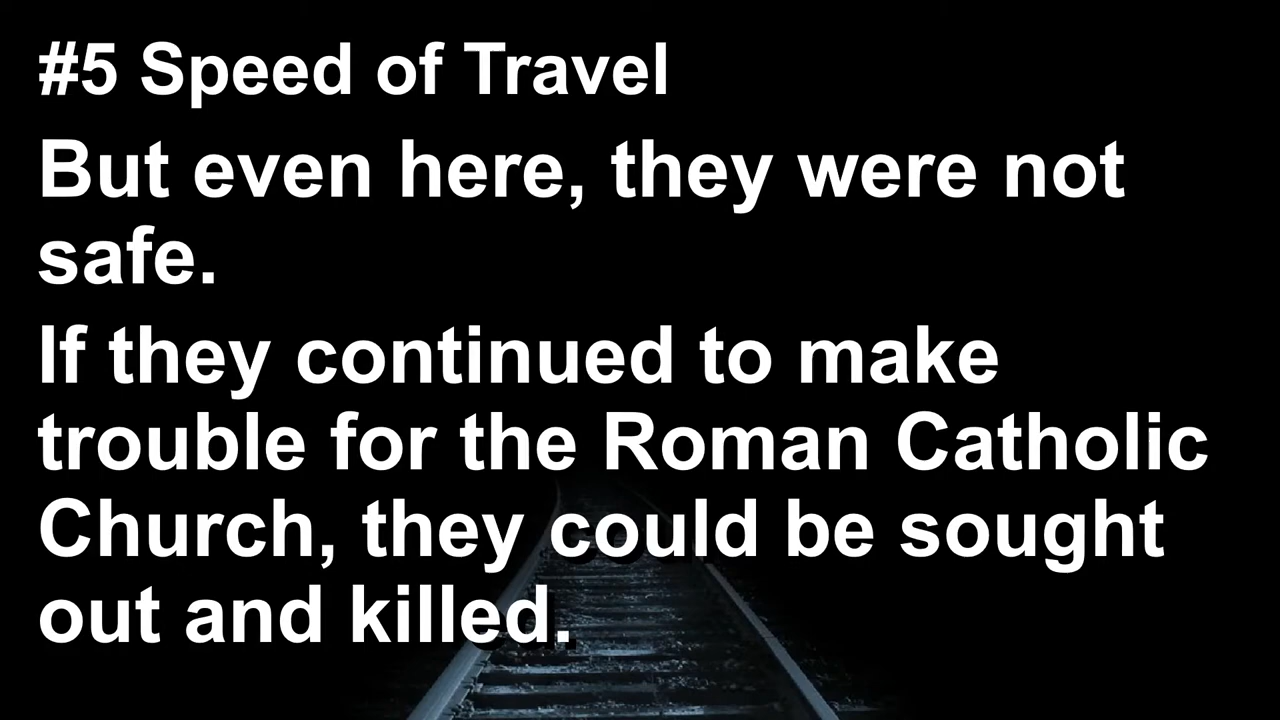 #5 Speed of Travel
But even here, they were not
safe.
If they continued to make
trouble for the Roman Catholic
Church, they could be sought
out and killed.